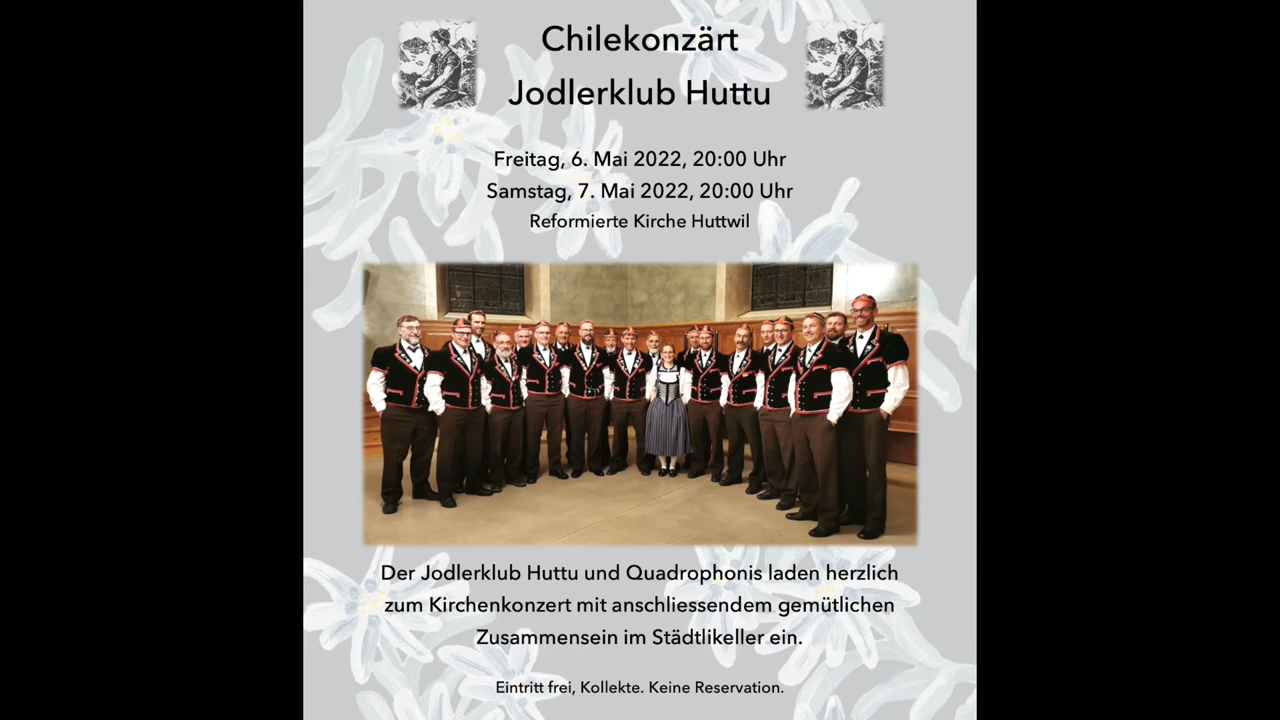 Chilekonzärt
Jodlerklub Huttu
Freitag, 6. Mai 2022, 20:00 Uhr
Samstag, 7. Mai 2022, 20:00 Uhr
Reformierte Kirche Huttwil
Der Jodlerklub Huttu und Quadrophonis laden herzlich
zum Kirchenkonzert mit anschliessendem gemütlichen
Zusammensein im Städtlikeller ein.
Eintritt frei, Kollekte. Keine Reservation.